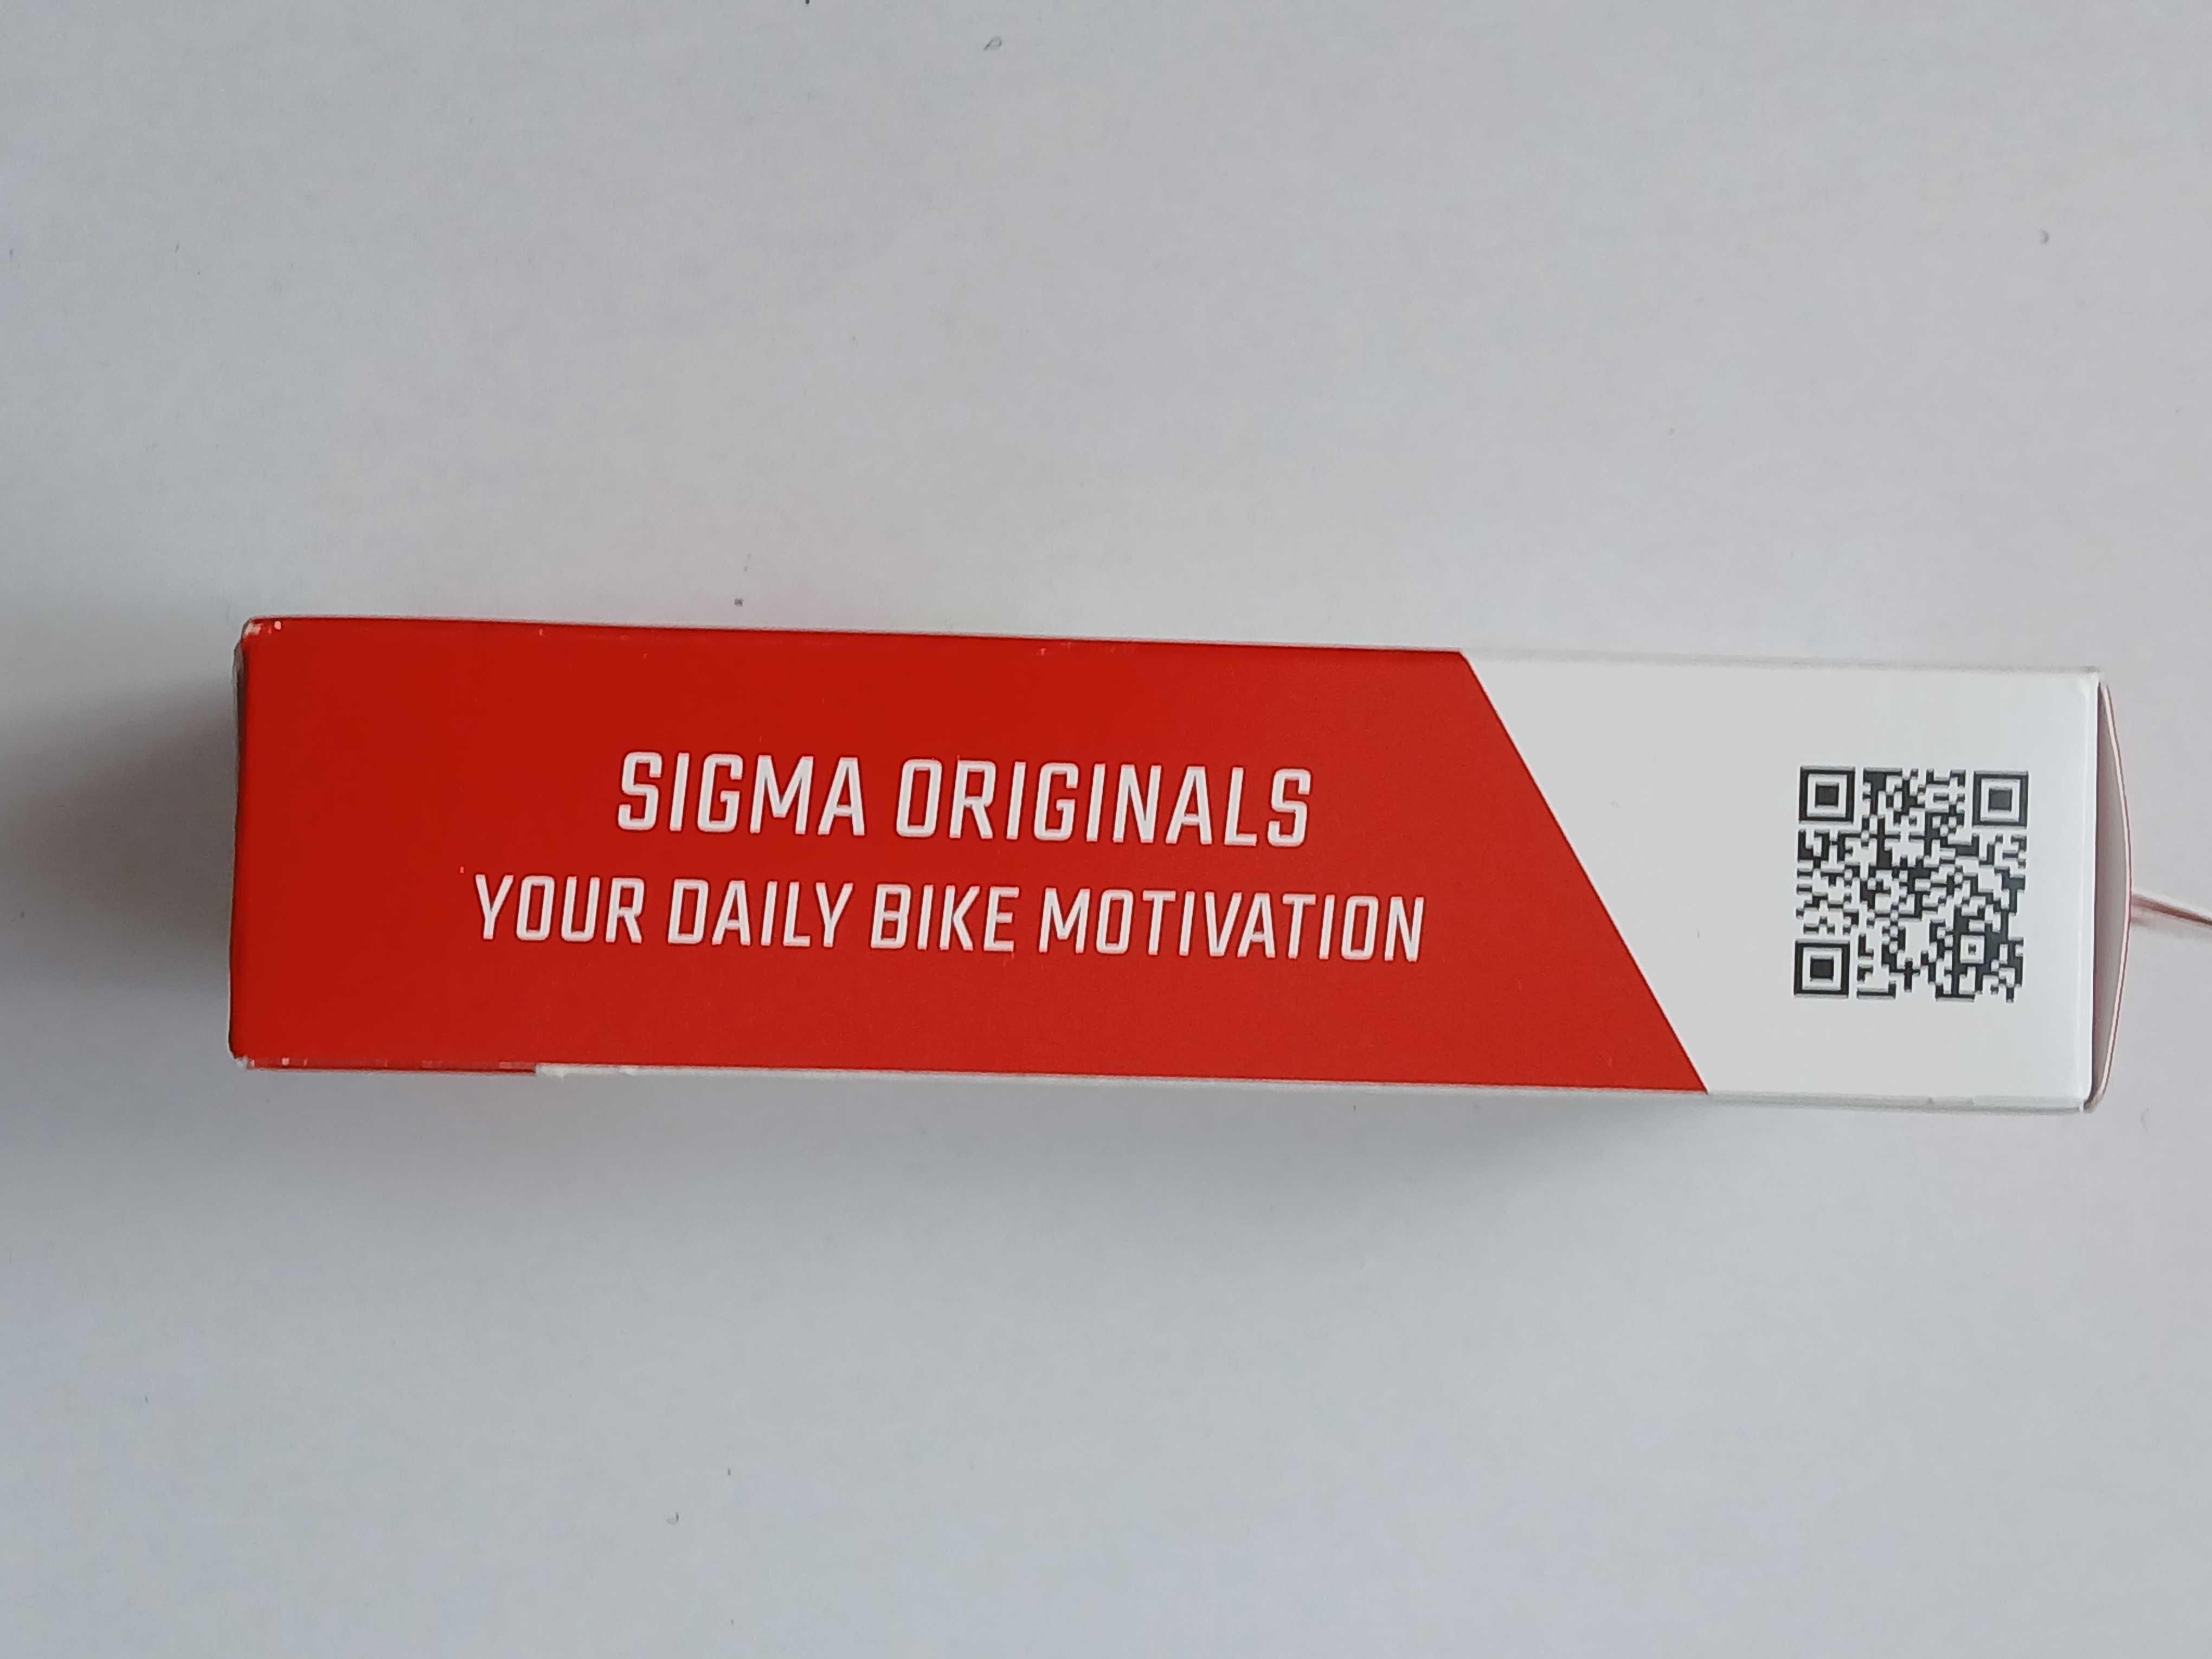 SIGMA ORIGINALS
YOUR DAILY BIKE MOTIVATION